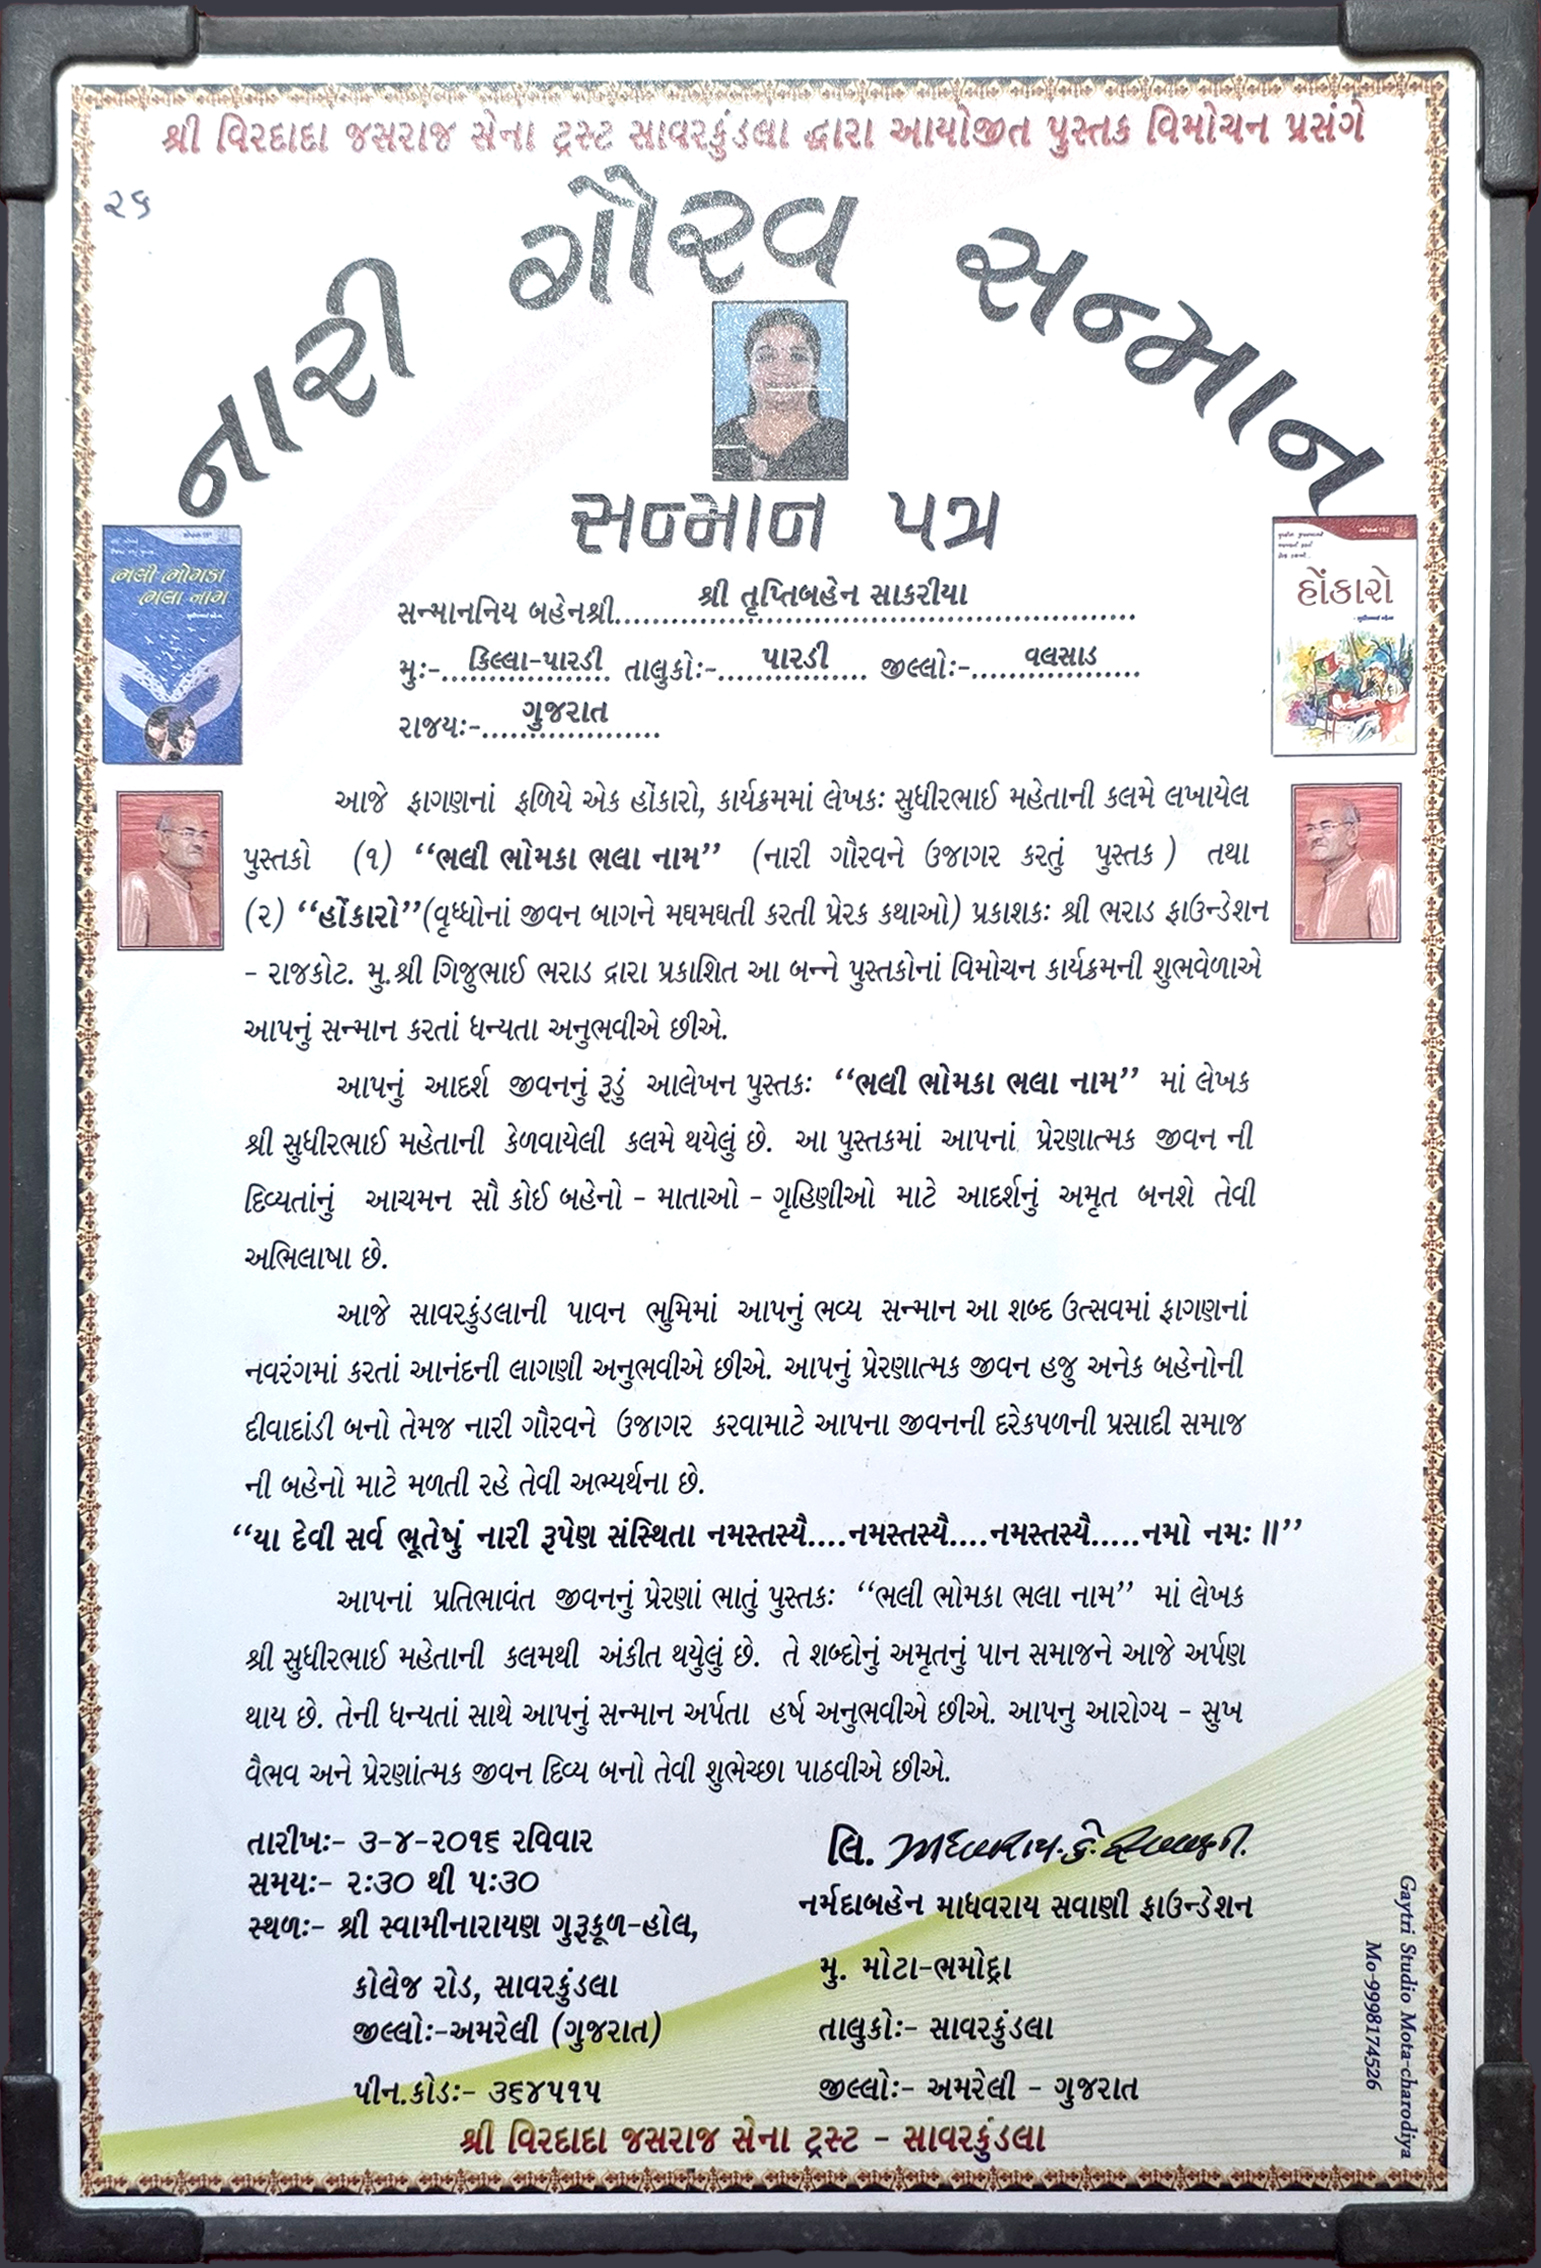 શ્રી વિરદાદા જસરાજ સેના ટ્રસ્ટ સાવરકુંડલા દ્વારા આયોજીત પુસ્તક વિમોચન પ્રસંગે
૨૬
નારી ગૌરવ સન્માન
સન્માન પત્ર
ભલી ભોમકા
ભલા નામ
હોંકારો
સન્માનનિય બહેનશ્રી શ્રી તૃપ્તિબહેન સાકરીયા
મુઃ- કિલ્લા-પારડી તાલુકોઃ- પારડી જીલ્લોઃ- વલસાડ
રાજયઃ- ગુજરાત
આજે ફાગણનાં ફળિયે એક હોંકારો, કાર્યક્રમમાં લેખકઃ સુધીરભાઈ મહેતાની કલમે લખાયેલ
પુસ્તકો (૧) “ભલી ભોમકા ભલા નામ” (નારી ગૌરવને ઉજાગર કરતું પુસ્તક ) તથા
(૨) “હોંકારો”(વૃધ્ધોનાં જીવન બાગને મઘમઘતી કરતી પ્રેરક કથાઓ) પ્રકાશકઃ શ્રી ભરાડ ફાઉન્ડેશન
- રાજકોટ. મુ.શ્રી ગિજુભાઈ ભરાડ દ્રારા પ્રકાશિત આ બન્ને પુસ્તકોનાં વિમોચન કાર્યક્રમની શુભવેળાએ
આપનું સન્માન કરતાં ધન્યતા અનુભવીએ છીએ.
આપનું આદર્શ જીવનનું રૂડું આલેખન પુસ્તકઃ “ભલી ભોમકા ભલા નામ” માં લેખક
શ્રી સુધીરભાઈ મહેતાની કેળવાયેલી કલમે થયેલું છે. આ પુસ્તકમાં આપનાં પ્રેરણાત્મક જીવન ની
દિવ્યતાંનું આચમન સૌ કોઈ બહેનો - માતાઓ - ગૃહિણીઓ માટે આદર્શનું અમૃત બનશે તેવી
અભિલાષા છે.
આજે સાવરકુંડલાની પાવન ભુમિમાં આપનું ભવ્ય સન્માન આ શબ્દ ઉત્સવમાં ફાગણનાં
નવરંગમાં કરતાં આનંદની લાગણી અનુભવીએ છીએ. આપનું પ્રેરણાત્મક જીવન હજુ અનેક બહેનોની
દીવાદાંડી બનો તેમજ નારી ગૌરવને ઉજાગર કરવામાટે આપના જીવનની દરેકપળની પ્રસાદી સમાજ
ની બહેનો માટે મળતી રહે તેવી અભ્યર્થના છે.
“યા દેવી સર્વ ભૂતેષું નારી રૂપેણ સંસ્થિતા નમસ્તસ્યૈ....નમસ્તસ્યૈ....નમસ્તસ્યૈ.....નમો નમઃ ॥”
આપનાં પ્રતિભાવંત જીવનનું પ્રેરણાં ભાતું પુસ્તકઃ “ભલી ભોમકા ભલા નામ” માં લેખક
શ્રી સુધીરભાઈ મહેતાની કલમથી અંકીત થયુેલું છે. તે શબ્દોનું અમૃતનું પાન સમાજને આજે અર્પણ
થાય છે. તેની ધન્યતાં સાથે આપનું સન્માન અર્પતા હર્ષ અનુભવીએ છીએ. આપનુ આરોગ્ય - સુખ
વૈભવ અને પ્રેરણાંત્મક જીવન દિવ્ય બનો તેવી શુભેચ્છા પાઠવીએ છીએ.
તારીખઃ- ૩-૪-૨૦૧૬ રવિવાર
સમયઃ- ૨ઃ૩૦ થી ૫ઃ૩૦
સ્થળઃ- શ્રી સ્વામીનારાયણ ગુરૂકૂળ-હોલ,
કોલેજ રોડ, સાવરકુંડલા
જીલ્લોઃ-અમરેલી (ગુજરાત)
પીન.કોડઃ- ૩૬૪૫૧૫
લિ.
નર્મદાબહેન માધવરાય સવાણી ફાઉન્ડેશન
મુ. મોટા-ભમોદ્રા
તાલુકોઃ- સાવરકુંડલા
જીલ્લોઃ- અમરેલી - ગુજરાત
શ્રી વિરદાદા જસરાજ સેના ટ્રસ્ટ - સાવરકુંડલા
Gaytri Studio Mota-charodiya
Mo-9998174526